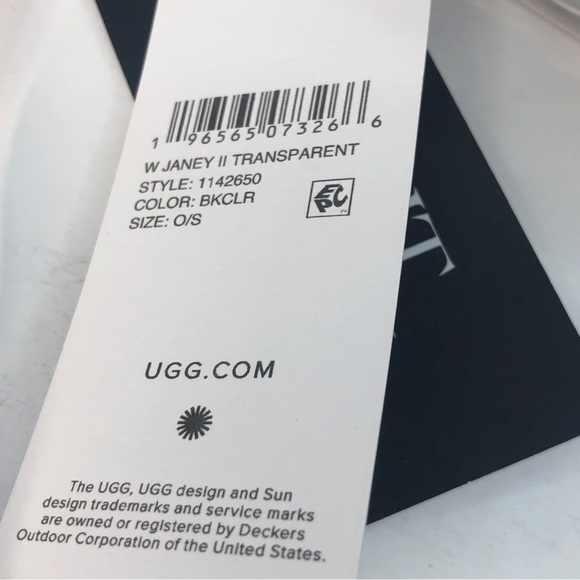 1 96565 07326 6
W JANEY II TRANSPARENT
STYLE: 1142650
COLOR: BKCLR
SIZE: O/S
EPC
UGG.COM
The UGG, UGG design and Sun
design trademarks and service marks
are owned or registered by Deckers
Outdoor Corporation of the United States.